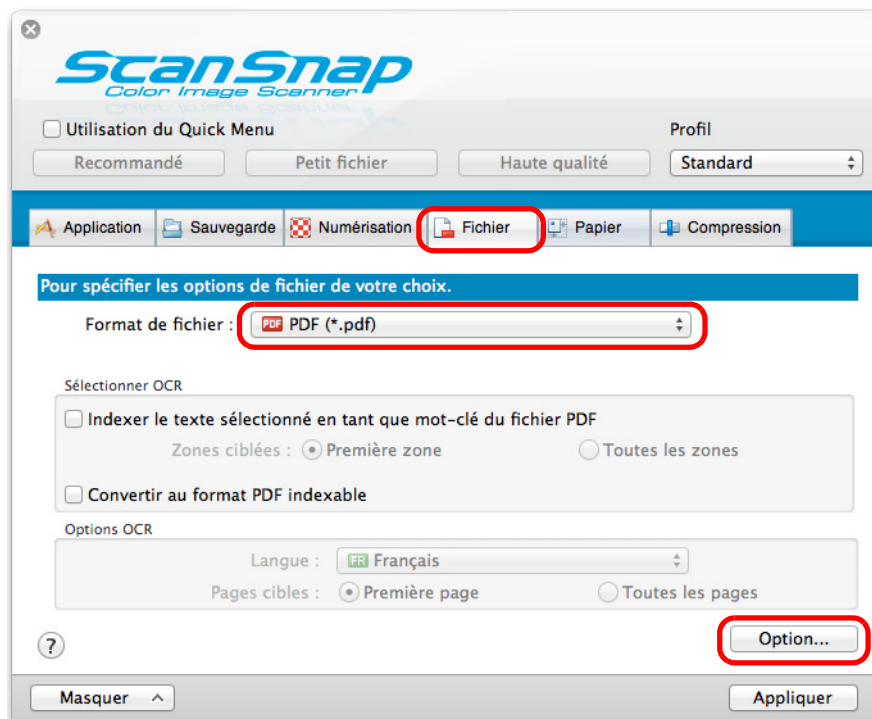 ScanSnap
Color Image Scanner
Utilisation du Quick Menu
Profil
Recommandé Petit fichier Haute qualité Standard
Application Sauvegarde Numérisation Fichier Papier Compression
Pour spécifier les options de fichier de votre choix.
Format de fichier : PDF PDF (*.pdf)
Sélectionner OCR
Indexer le texte sélectionné en tant que mot-clé du fichier PDF
Zones ciblées : Première zone Toutes les zones
Convertir au format PDF indexable
Options OCR
Langue : FR Français
Pages cibles : Première page Toutes les pages
? Option...
Masquer Appliquer